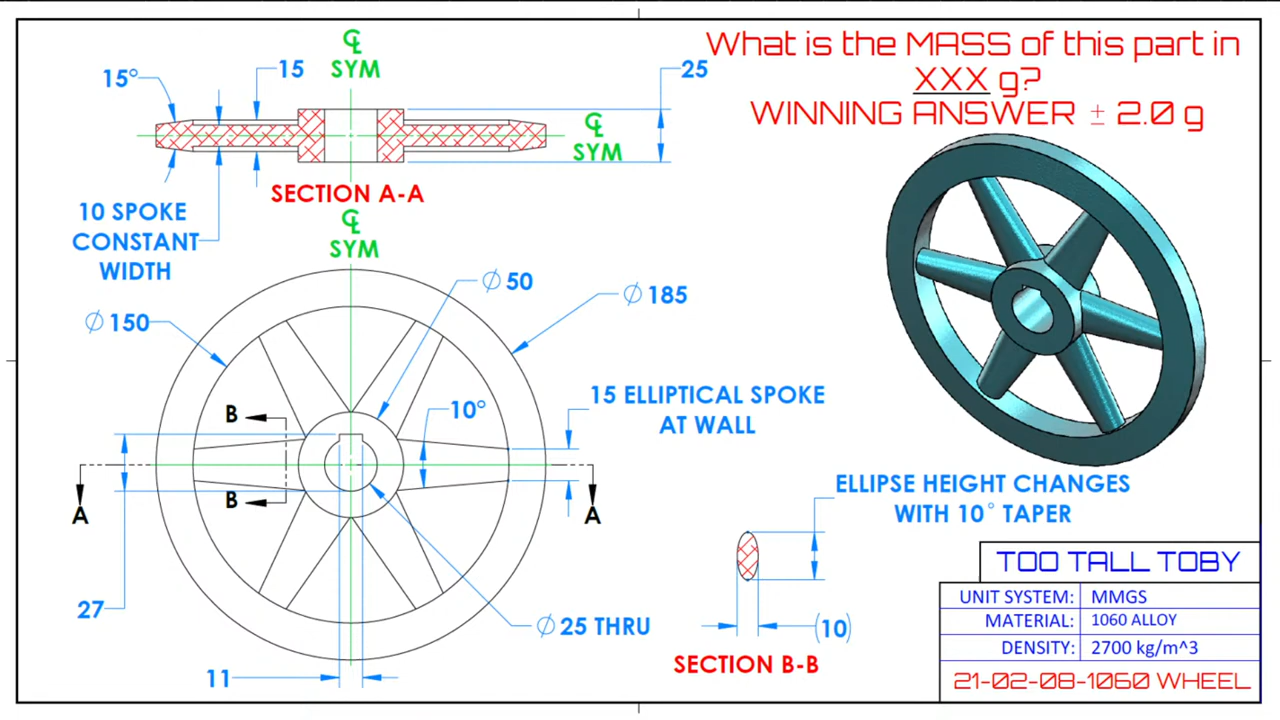 What is the MASS of this part in
XXX g?
WINNING ANSWER ± 2.0 g
℄
SYM
15°
15
25
℄
SYM
SECTION A-A
10 SPOKE
CONSTANT
WIDTH
℄
SYM
∅ 50
∅ 185
∅ 150
15 ELLIPTICAL SPOKE
AT WALL
10°
B
B
A
A
ELLIPSE HEIGHT CHANGES
WITH 10° TAPER
27
∅ 25 THRU
(10)
11
SECTION B-B
TOO TALL TOBY
UNIT SYSTEM: MMGS
MATERIAL: 1060 ALLOY
DENSITY: 2700 kg/m^3
21-02-08-1060 WHEEL